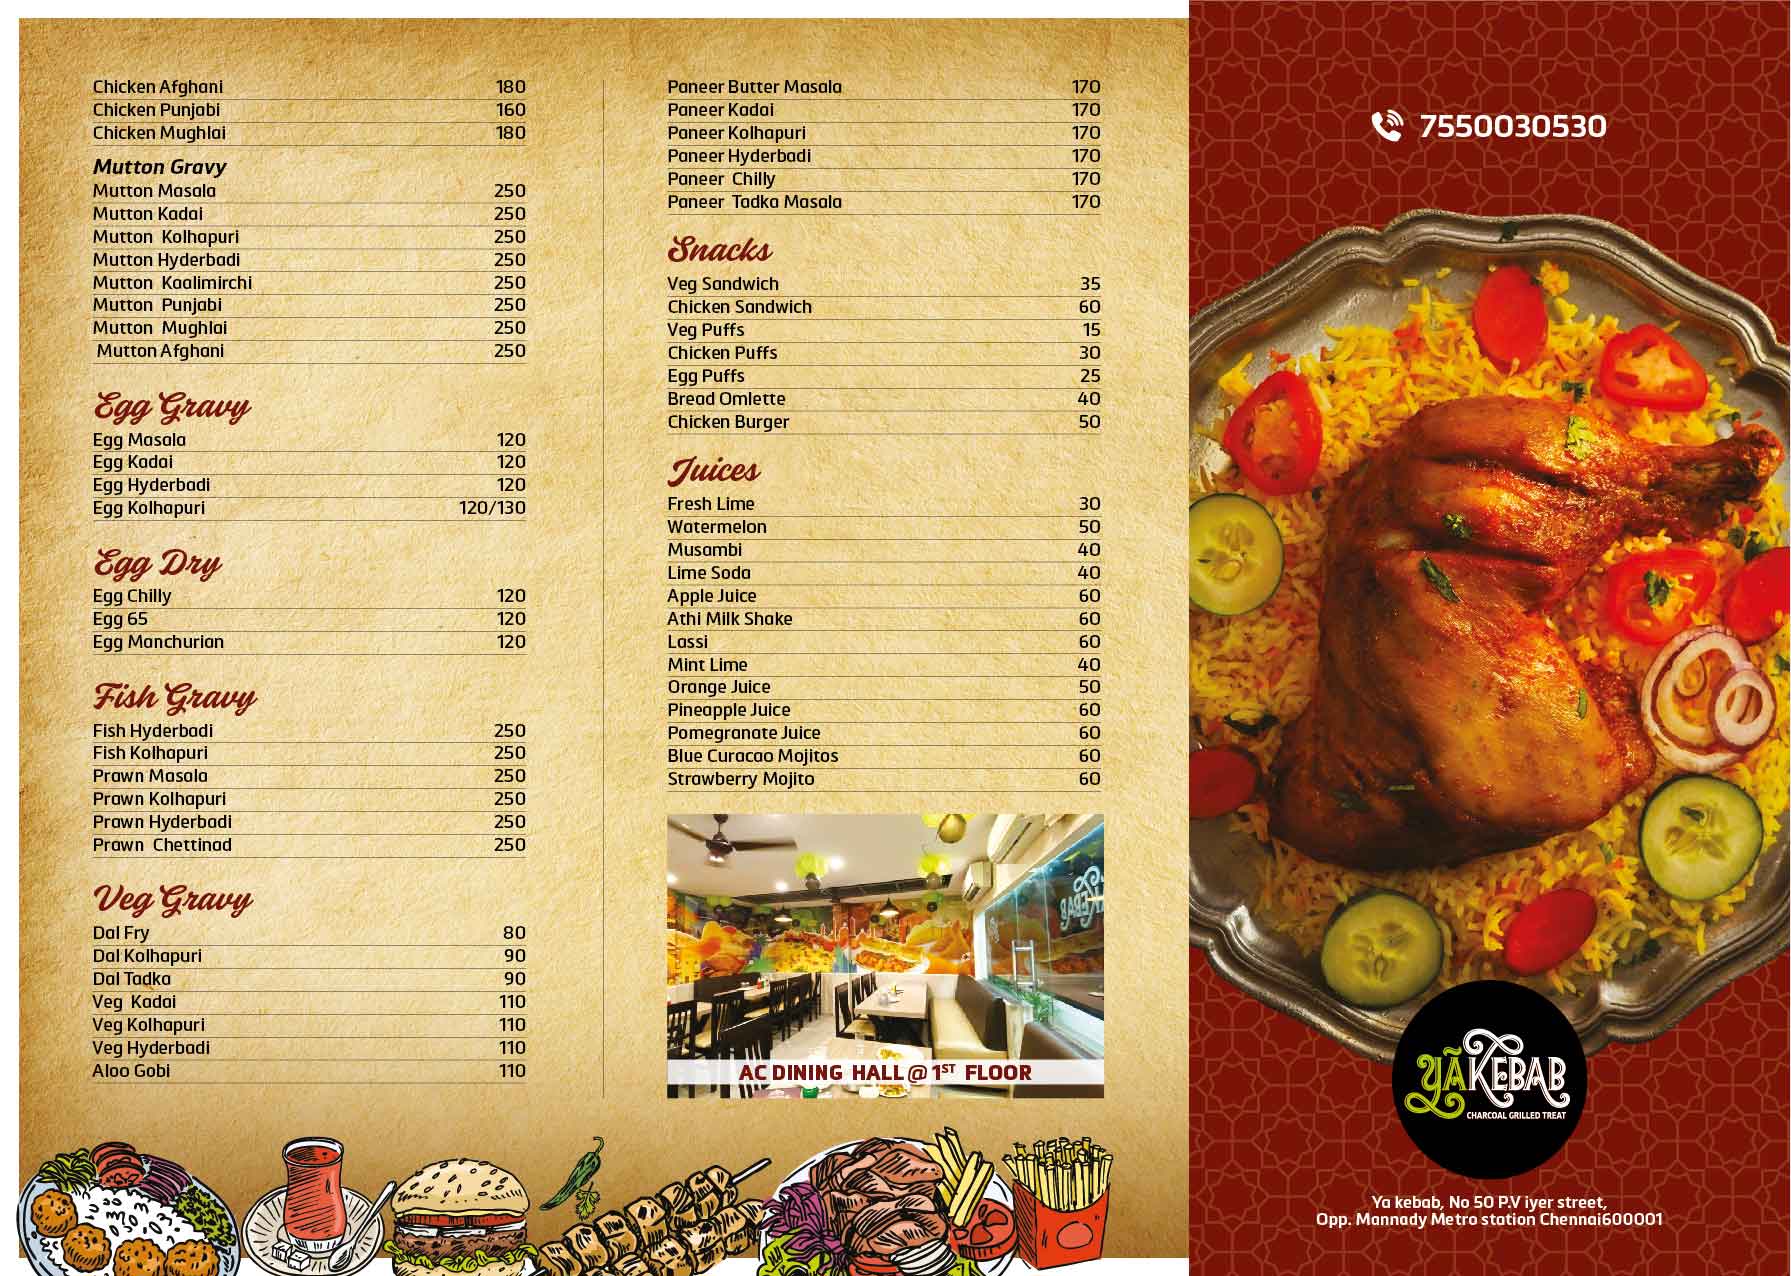 Chicken Afghani 180
Chicken Punjabi 160
Chicken Mughlai 180
Mutton Gravy
Mutton Masala 250
Mutton Kadai 250
Mutton Kolhapuri 250
Mutton Hyderbadi 250
Mutton Kaalimirchi 250
Mutton Punjabi 250
Mutton Mughlai 250
Mutton Afghani 250
Egg Gravy
Egg Masala 120
Egg Kadai 120
Egg Hyderbadi 120
Egg Kolhapuri 120/130
Egg Dry
Egg Chilly 120
Egg 65 120
Egg Manchurian 120
Fish Gravy
Fish Hyderbadi 250
Fish Kolhapuri 250
Prawn Masala 250
Prawn Kolhapuri 250
Prawn Hyderbadi 250
Prawn Chettinad 250
Veg Gravy
Dal Fry 80
Dal Kolhapuri 90
Dal Tadka 90
Veg Kadai 110
Veg Kolhapuri 110
Veg Hyderbadi 110
Aloo Gobi 110
Paneer Butter Masala 170
Paneer Kadai 170
Paneer Kolhapuri 170
Paneer Hyderbadi 170
Paneer Chilly 170
Paneer Tadka Masala 170
Snacks
Veg Sandwich 35
Chicken Sandwich 60
Veg Puffs 15
Chicken Puffs 30
Egg Puffs 25
Bread Omlette 40
Chicken Burger 50
Juices
Fresh Lime 30
Watermelon 50
Musambi 40
Lime Soda 40
Apple Juice 60
Athi Milk Shake 60
Lassi 60
Mint Lime 40
Orange Juice 50
Pineapple Juice 60
Pomegranate Juice 60
Blue Curacao Mojitos 60
Strawberry Mojito 60
YÃKEBAB
AC DINING HALL @ 1ST FLOOR
7550030530
YÃKEBAB
CHARCOAL GRILLED TREAT
Ya kebab, No 50 P.V iyer street,
Opp. Mannady Metro station Chennai600001